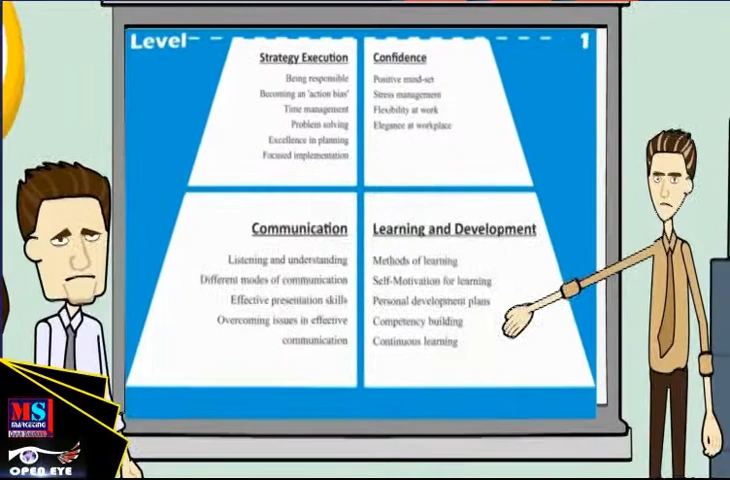 Level 1
Strategy Execution
Being responsible
Becoming an 'action bias'
Time management
Problem solving
Excellence in planning
Focused implementation
Confidence
Positive mind-set
Stress management
Flexibility at work
Elegance at workplace
Communication
Listening and understanding
Different modes of communication
Effective presentation skills
Overcoming issues in effective
communication
Learning and Development
Methods of learning
Self-Motivation for learning
Personal development plans
Competency building
Continuous learning
MS
MARKETING
OPEN EYE